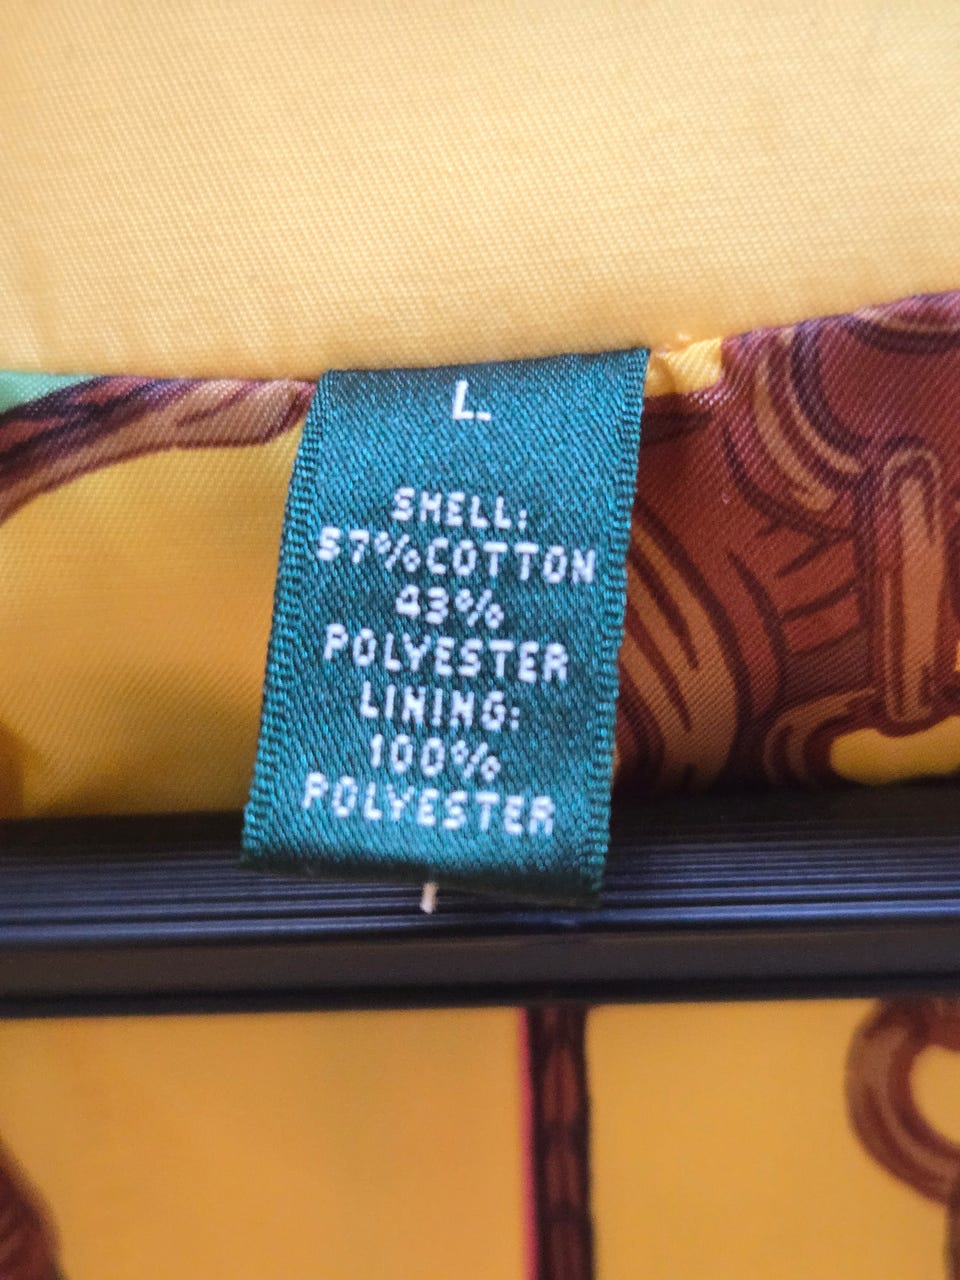 L.
SHELL:
57%COTTON
43%
POLYESTER
LINING:
100%
POLYESTER